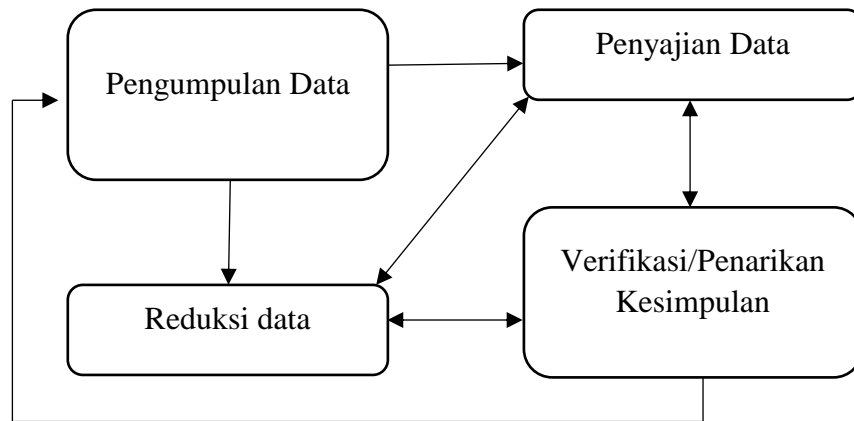 Pengumpulan Data
Penyajian Data
Reduksi data
Verifikasi/Penarikan
Kesimpulan